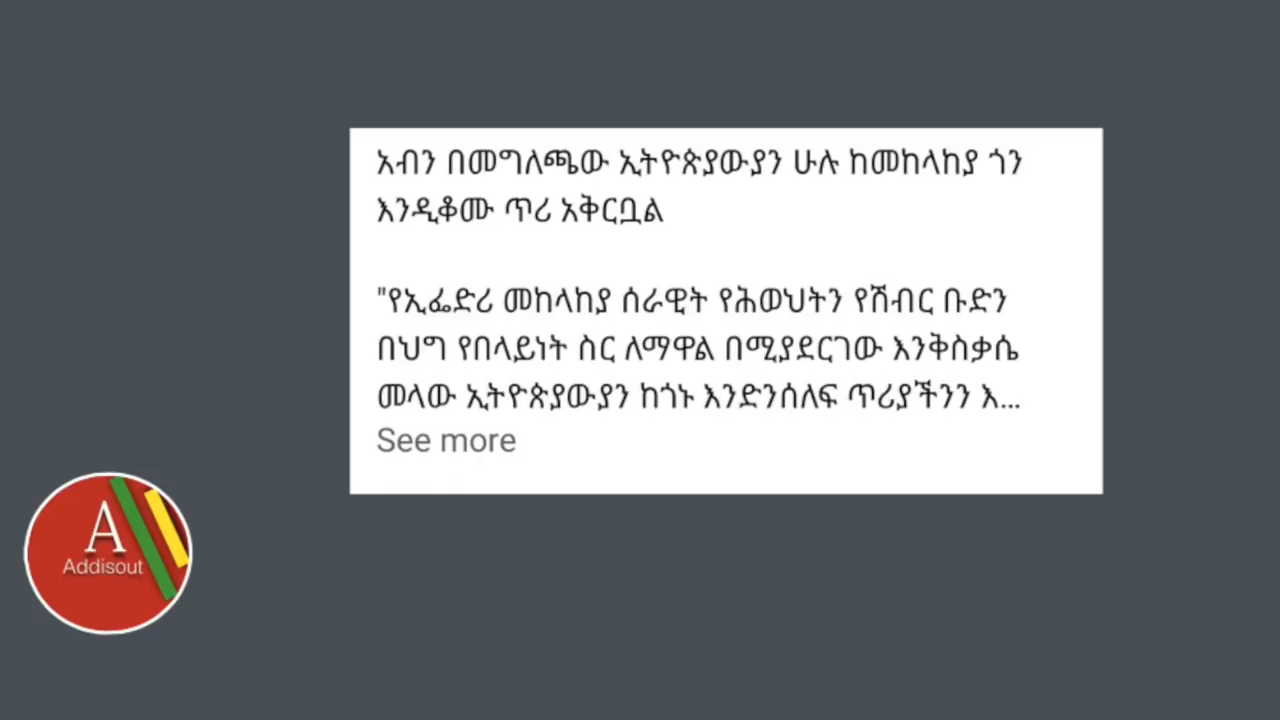 አብን በመግለጫው ኢትዮጵያውያን ሁሉ ከመከላከያ ጎን
እንዲቆሙ ጥሪ አቅርቧል
"የኢፌድሪ መከላከያ ሰራዊት የሕወህትን የሽብር ቡድን
በህግ የበላይነት ስር ለማዋል በሚያደርገው እንቅስቃሴ
መላው ኢትዮጵያውያን ከጎኑ እንድንሰለፍ ጥሪያችንን እ...
See more
A
Addisout